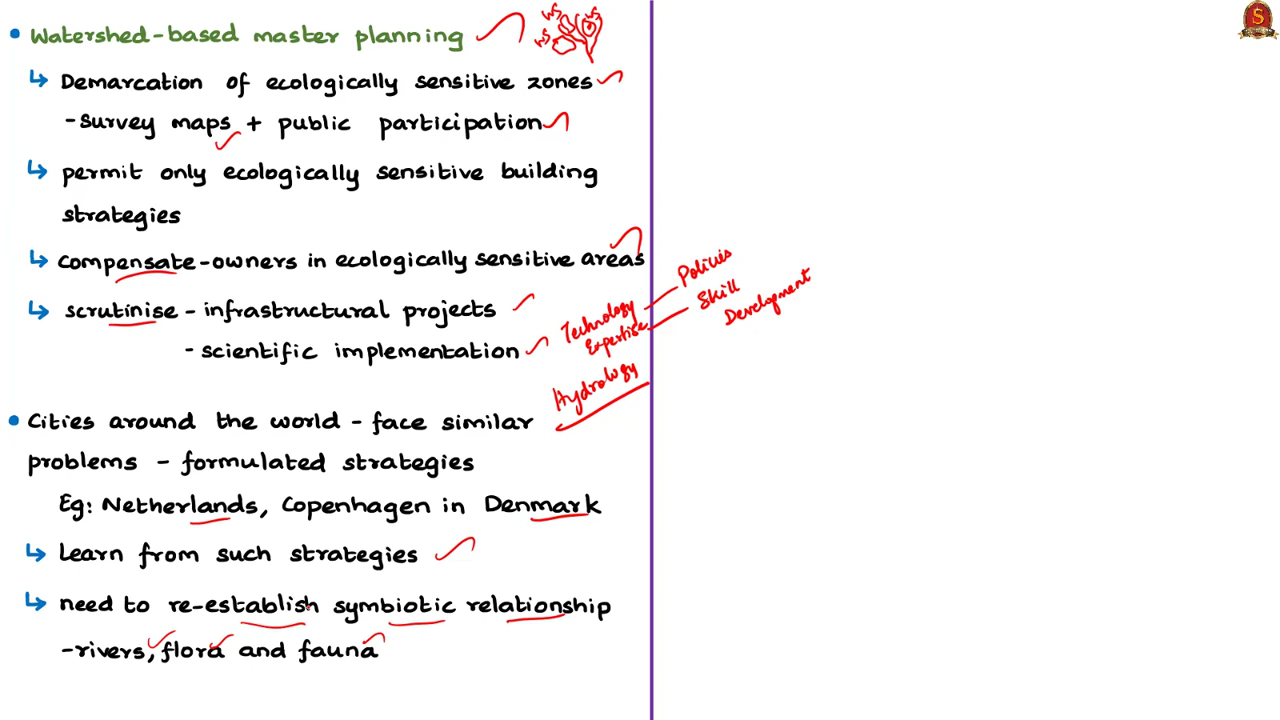 • Watershed-based master planning
WS
WS
WS
↳ Demarcation of ecologically sensitive zones
-survey maps + public participation
↳ permit only ecologically sensitive building
strategies
↳ compensate-owners in ecologically sensitive areas
↳ scrutinise - infrastructural projects
- scientific implementation
Technology
Expertise
Policies
Skill
Development
Hydrology
• Cities around the world - face similar
problems - formulated strategies
Eg: Netherlands, Copenhagen in Denmark
↳ Learn from such strategies
↳ need to re-establish symbiotic relationship
-rivers, flora and fauna
S